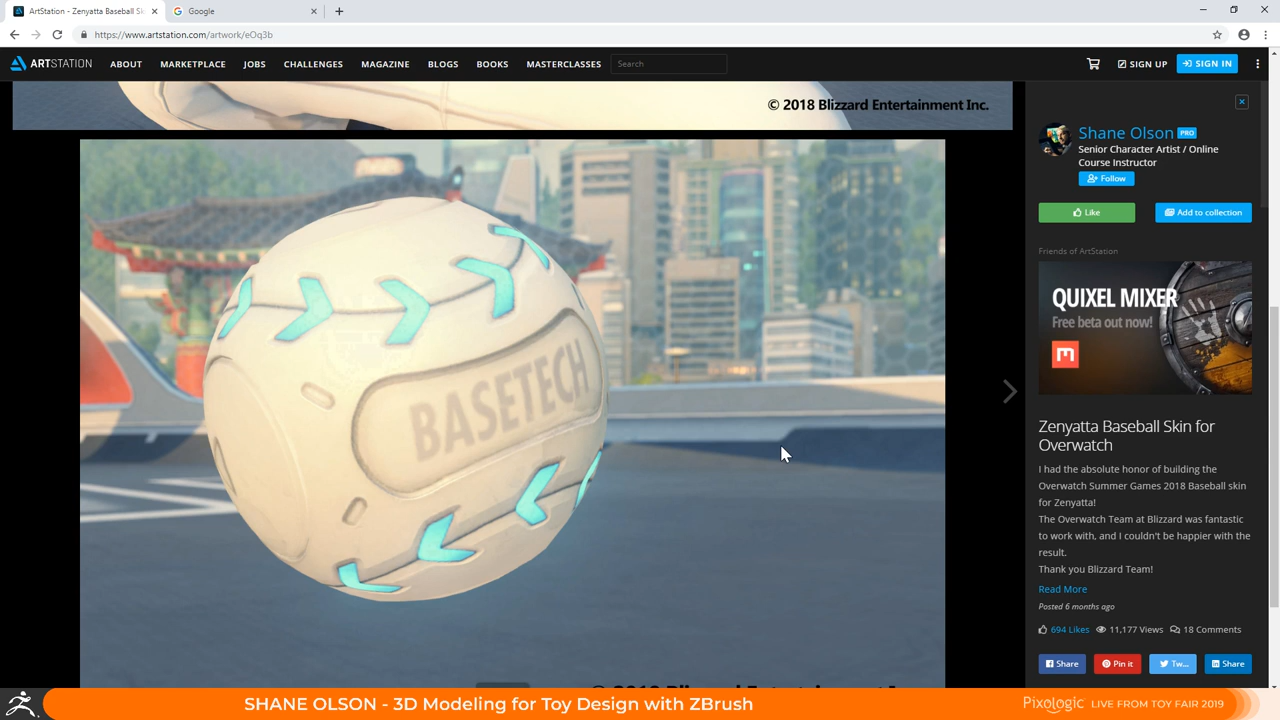 ArtStation - Zenyatta Baseball Sk
Google
https://www.artstation.com/artwork/eOq3b
ARTSTATION
ABOUT
MARKETPLACE
JOBS
CHALLENGES
MAGAZINE
BLOGS
BOOKS
MASTERCLASSES
Search
SIGN UP
SIGN IN
© 2018 Blizzard Entertainment Inc.
BASETECH
Shane Olson PRO
Senior Character Artist / Online
Course Instructor
Follow
Like
Add to collection
Friends of ArtStation
QUIXEL MIXER
Free beta out now!
Zenyatta Baseball Skin for
Overwatch
I had the absolute honor of building the
Overwatch Summer Games 2018 Baseball skin
for Zenyatta!
The Overwatch Team at Blizzard was fantastic
to work with, and I couldn't be happier with the
result.
Thank you Blizzard Team!
Read More
Posted 6 months ago
694 Likes 11,177 Views 18 Comments
Share
Pin it
Tw...
Share
SHANE OLSON - 3D Modeling for Toy Design with ZBrush
Pixologic LIVE FROM TOY FAIR 2019